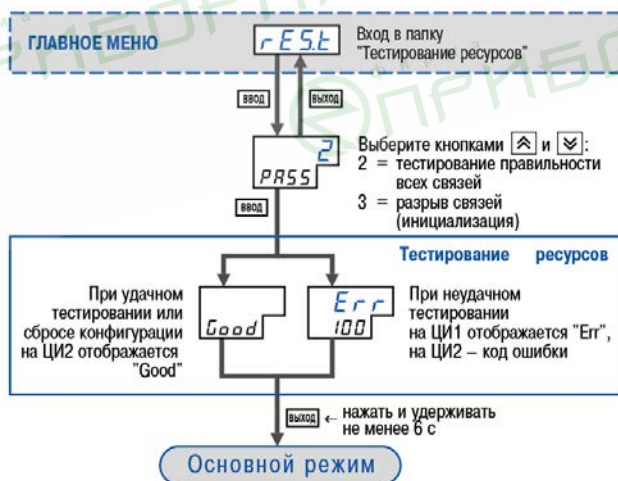 ГЛАВНОЕ МЕНЮ
rES.t
Вход в папку
"Тестирование ресурсов"
ввод
выход
2
PASS
Выберите кнопками и :
2 = тестирование правильности
всех связей
3 = разрыв связей
(инициализация)
ввод
Тестирование ресурсов
При удачном
тестировании или
сбросе конфигурации
на ЦИ2 отображается
"Good"
Good
Err
100
При неудачном
тестировании
на ЦИ1 отображается "Err",
на ЦИ2 – код ошибки
выход ← нажать и удерживать
не менее 6 с
Основной режим